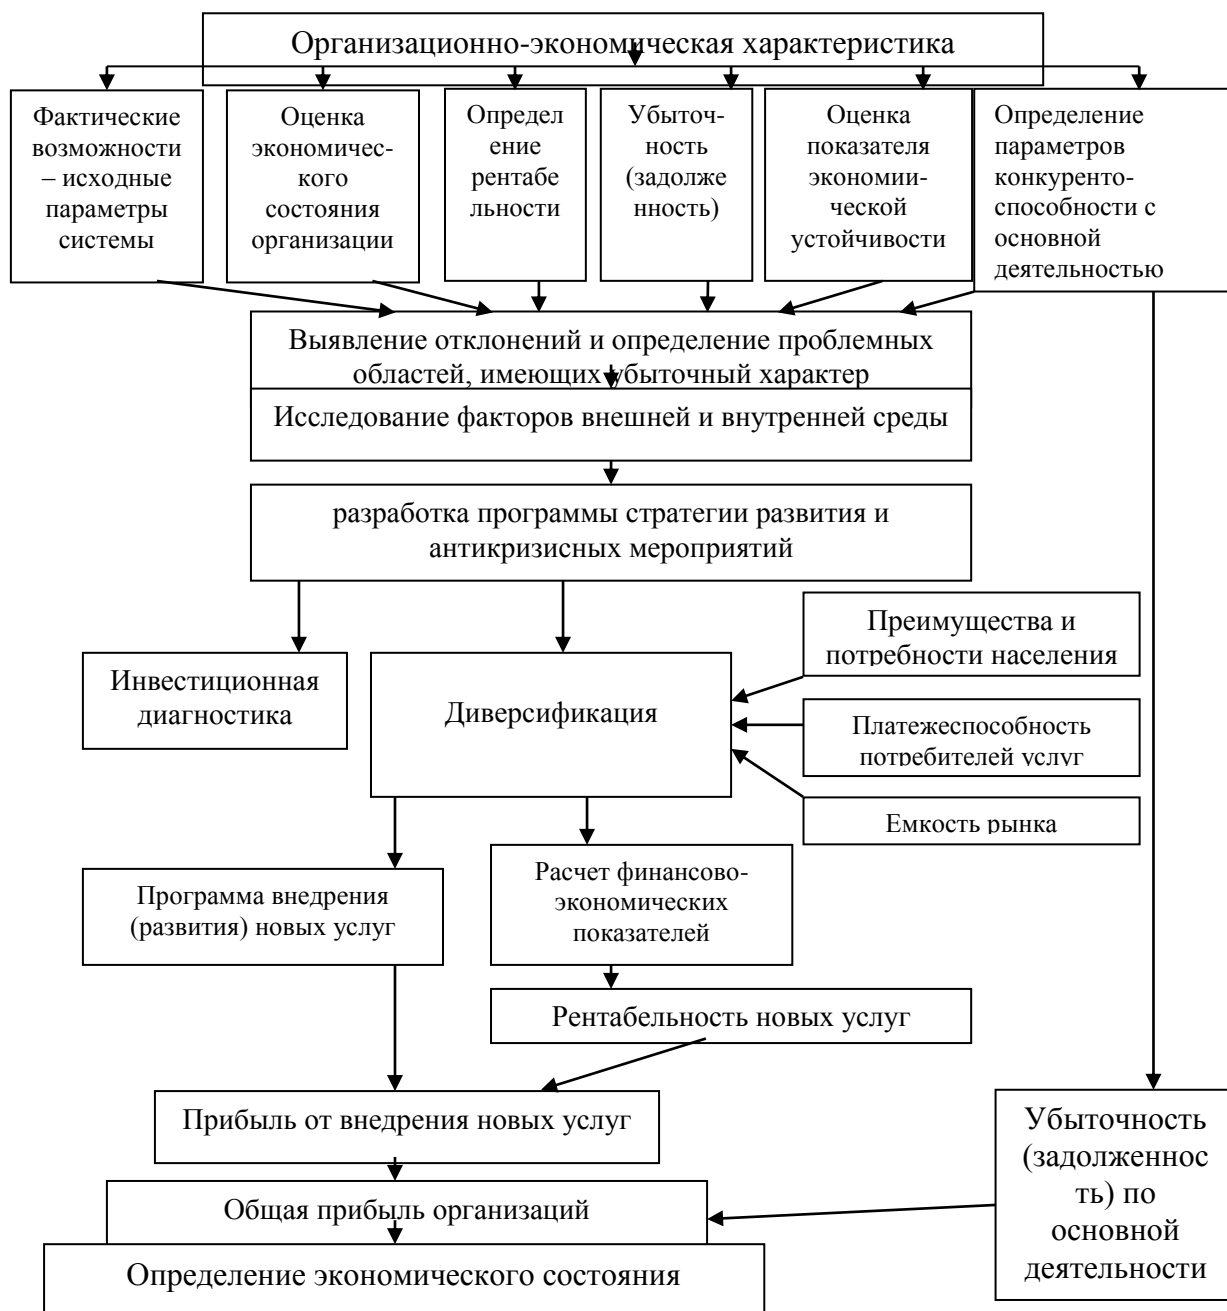 Организационно-экономическая характеристика
Фактические
возможности
– исходные
параметры
системы
Оценка
экономичес-
кого
состояния
организации
Определ
ение
рентабе
льности
Убыточ-
ность
(задолже
нность)
Оценка
показателя
экономии-
ческой
устойчивости
Определение
параметров
конкуренто-
способности с
основной
деятельностью
Выявление отклонений и определение проблемных
областей, имеющих убыточный характер
Исследование факторов внешней и внутренней среды
разработка программы стратегии развития и
антикризисных мероприятий
Инвестиционная
диагностика
Диверсификация
Преимущества и
потребности населения
Платежеспособность
потребителей услуг
Емкость рынка
Программа внедрения
(развития) новых услуг
Расчет финансово-
экономических
показателей
Рентабельность новых услуг
Прибыль от внедрения новых услуг
Убыточность
(задолженнос
ть) по
основной
деятельности
Общая прибыль организаций
Определение экономического состояния